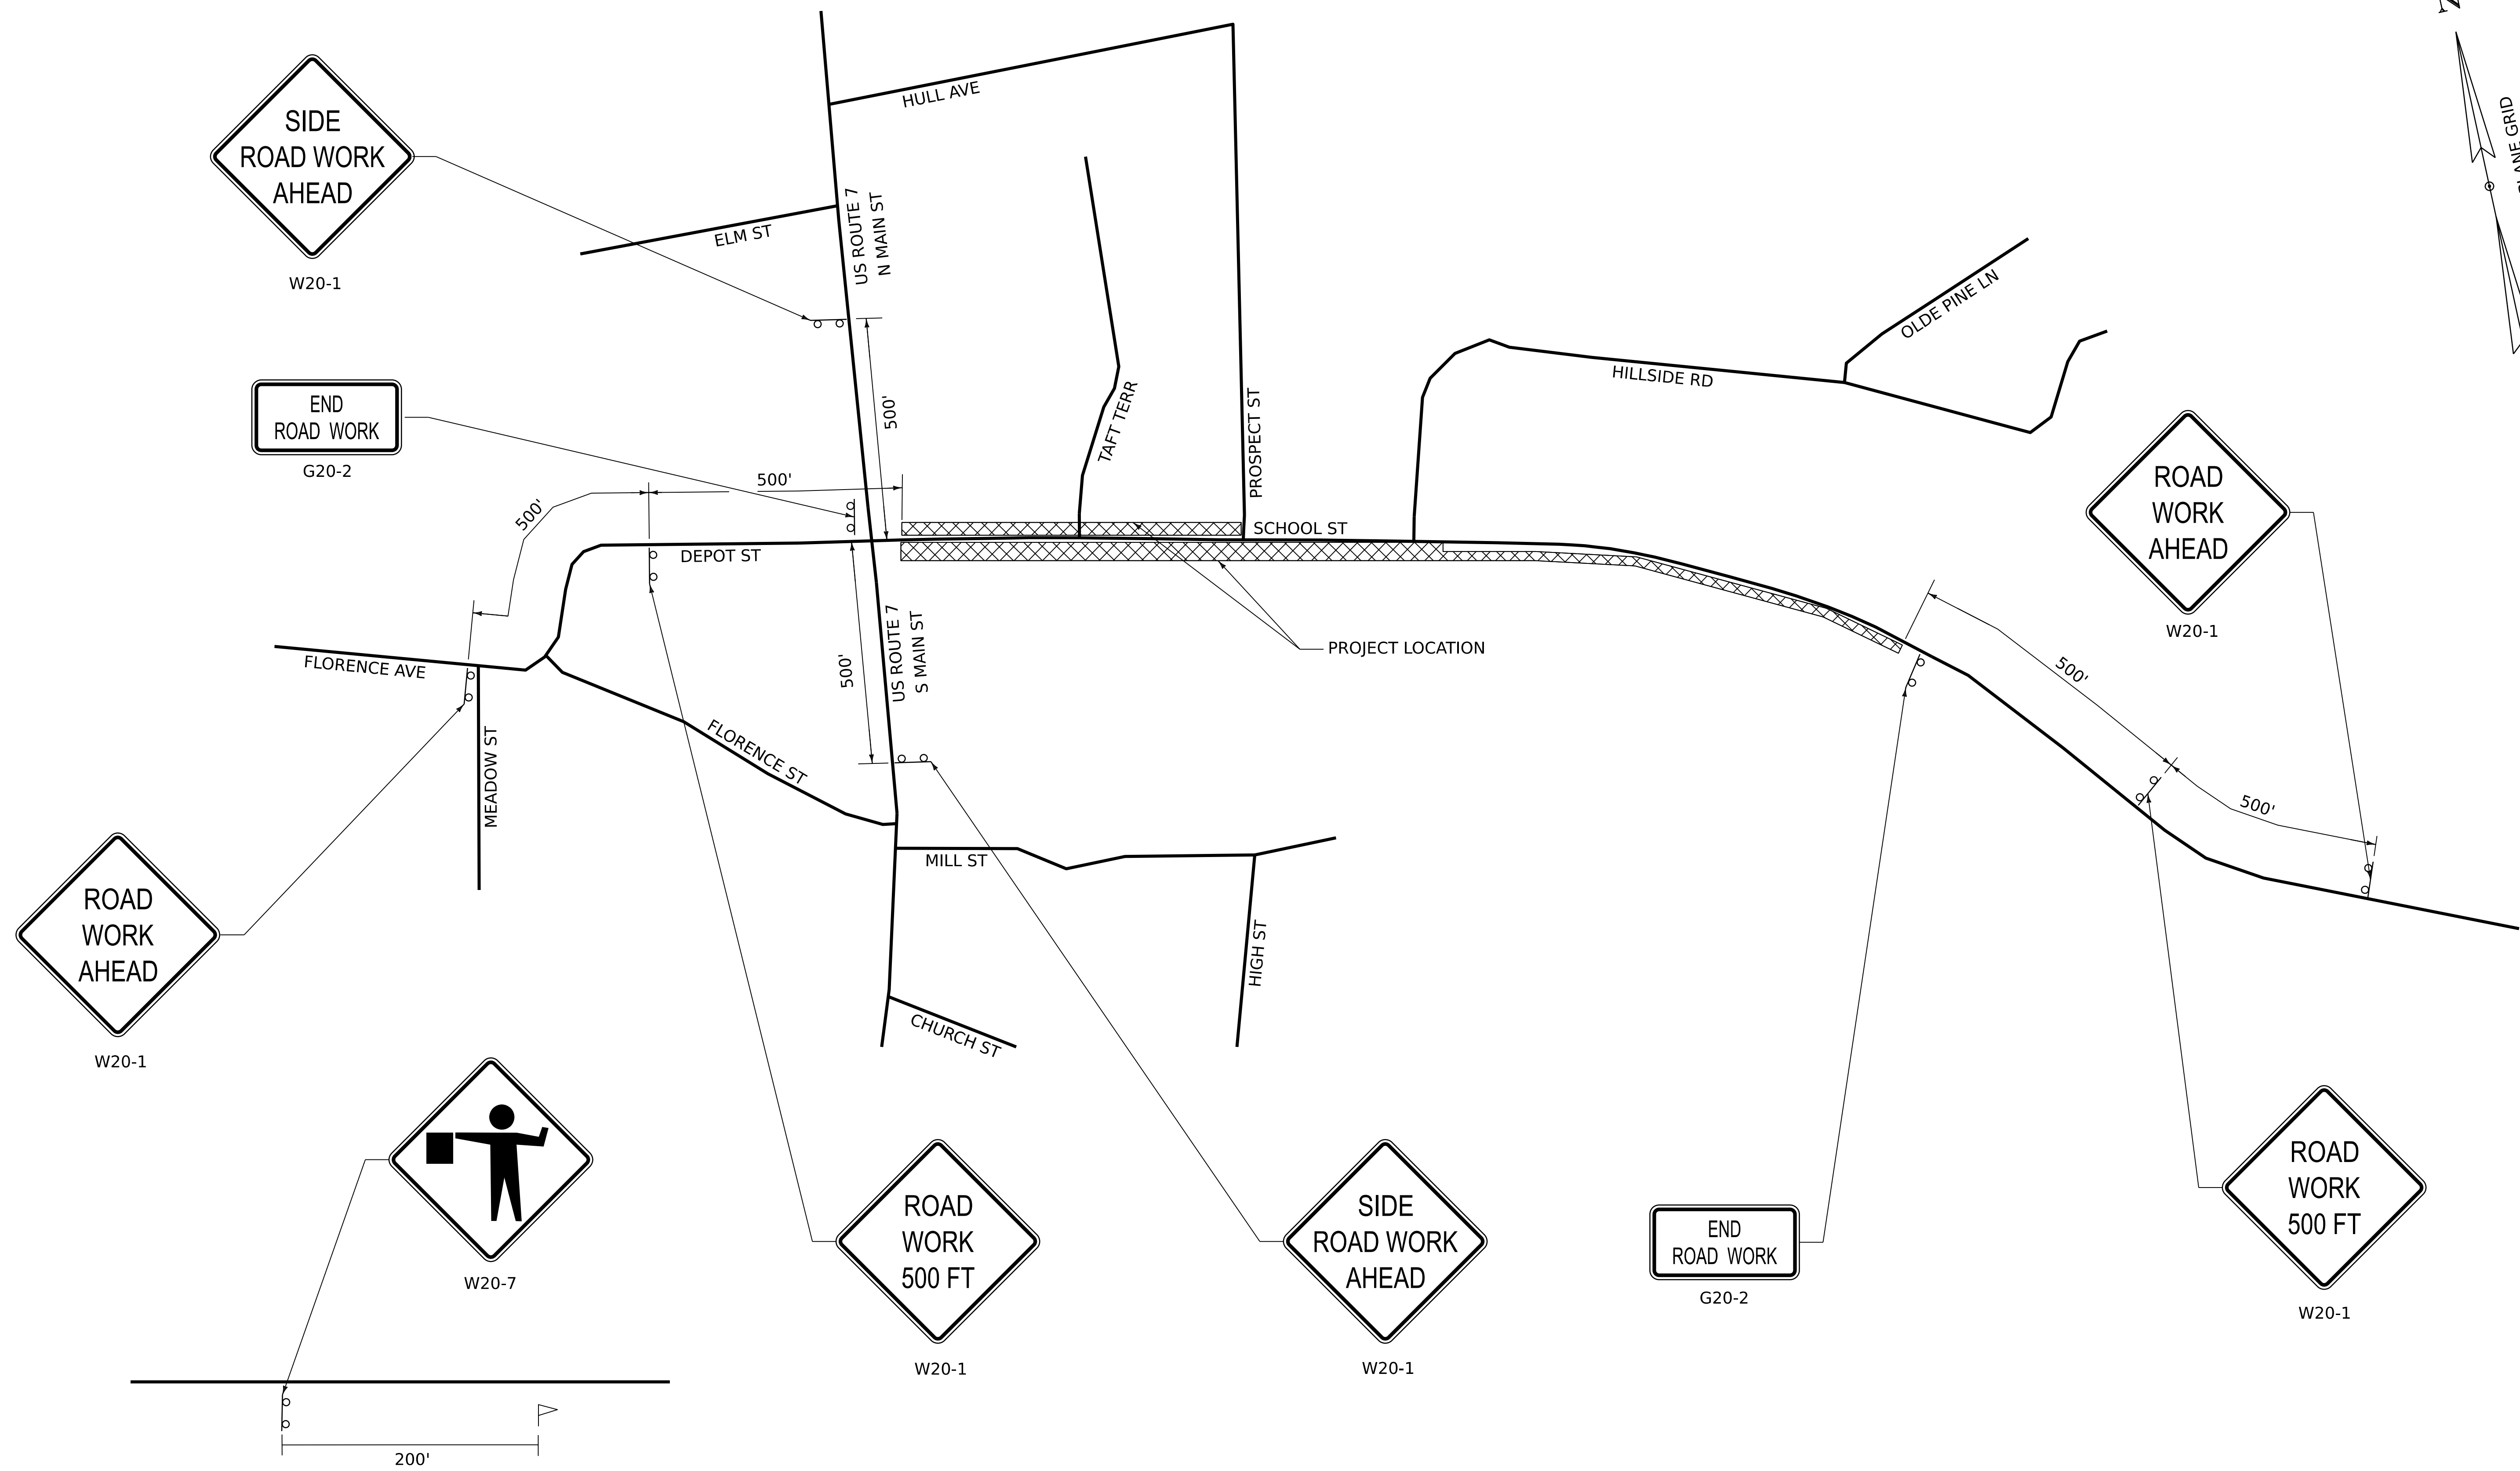 N
HULL AVE
SIDE
ROAD WORK
AHEAD
W20-1
ELM ST
US ROUTE 7
N MAIN ST
OLDE PINE LN
HILLSIDE RD
PLANE GRID
END
ROAD WORK
G20-2
500'
500'
500'
TAFT TERR
PROSPECT ST
SCHOOL ST
DEPOT ST
ROAD
WORK
AHEAD
W20-1
FLORENCE AVE
MEADOW ST
FLORENCE ST
500'
US ROUTE 7
S MAIN ST
PROJECT LOCATION
500'
500'
MILL ST
HIGH ST
CHURCH ST
ROAD
WORK
AHEAD
W20-1
W20-7
ROAD
WORK
500 FT
W20-1
SIDE
ROAD WORK
AHEAD
W20-1
END
ROAD WORK
G20-2
ROAD
WORK
500 FT
W20-1
200'